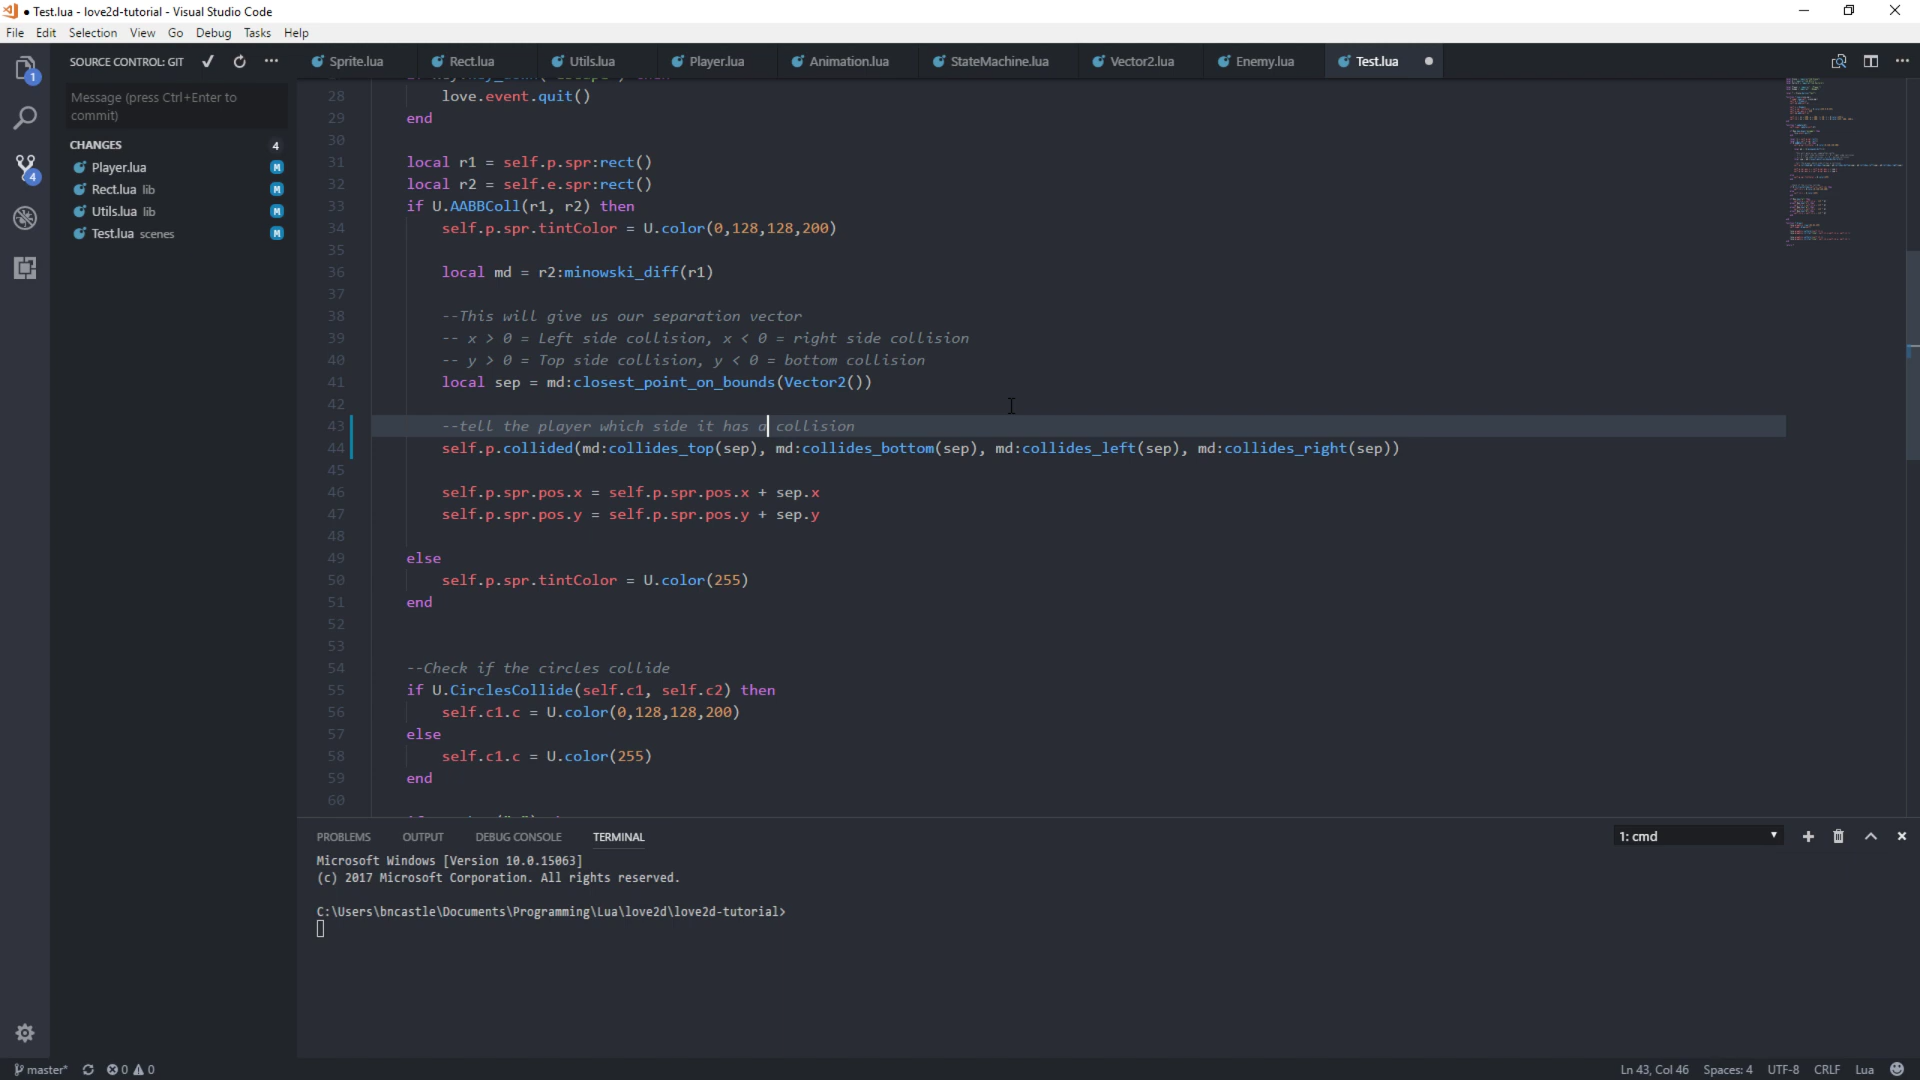 Test.lua - love2d-tutorial - Visual Studio Code
File Edit Selection View Go Debug Tasks Help
SOURCE CONTROL: GIT
Sprite.lua Rect.lua Utils.lua Player.lua Animation.lua StateMachine.lua Vector2.lua Enemy.lua Test.lua
1
4
Message (press Ctrl+Enter to
commit)
CHANGES 4
Player.lua M
Rect.lua lib M
Utils.lua lib M
Test.lua scenes M
28 love.event.quit()
29 end
30
31 local r1 = self.p.spr:rect()
32 local r2 = self.e.spr:rect()
33 if U.AABBColl(r1, r2) then
34 self.p.spr.tintColor = U.color(0,128,128,200)
35
36 local md = r2:minowski_diff(r1)
37
38 --This will give us our separation vector
39 -- x > 0 = Left side collision, x < 0 = right side collision
40 -- y > 0 = Top side collision, y < 0 = bottom collision
41 local sep = md:closest_point_on_bounds(Vector2())
42
43 --tell the player which side it has a collision
44 self.p.collided(md:collides_top(sep), md:collides_bottom(sep), md:collides_left(sep), md:collides_right(sep))
45
46 self.p.spr.pos.x = self.p.spr.pos.x + sep.x
47 self.p.spr.pos.y = self.p.spr.pos.y + sep.y
48
49 else
50 self.p.spr.tintColor = U.color(255)
51 end
52
53
54 --Check if the circles collide
55 if U.CirclesCollide(self.c1, self.c2) then
56 self.c1.c = U.color(0,128,128,200)
57 else
58 self.c1.c = U.color(255)
59 end
60
PROBLEMS OUTPUT DEBUG CONSOLE TERMINAL 1: cmd
Microsoft Windows [Version 10.0.15063]
(c) 2017 Microsoft Corporation. All rights reserved.
C:\Users\bncastle\Documents\Programming\Lua\love2d\love2d-tutorial>
master* 0 0 Ln 43, Col 46 Spaces: 4 UTF-8 CRLF Lua